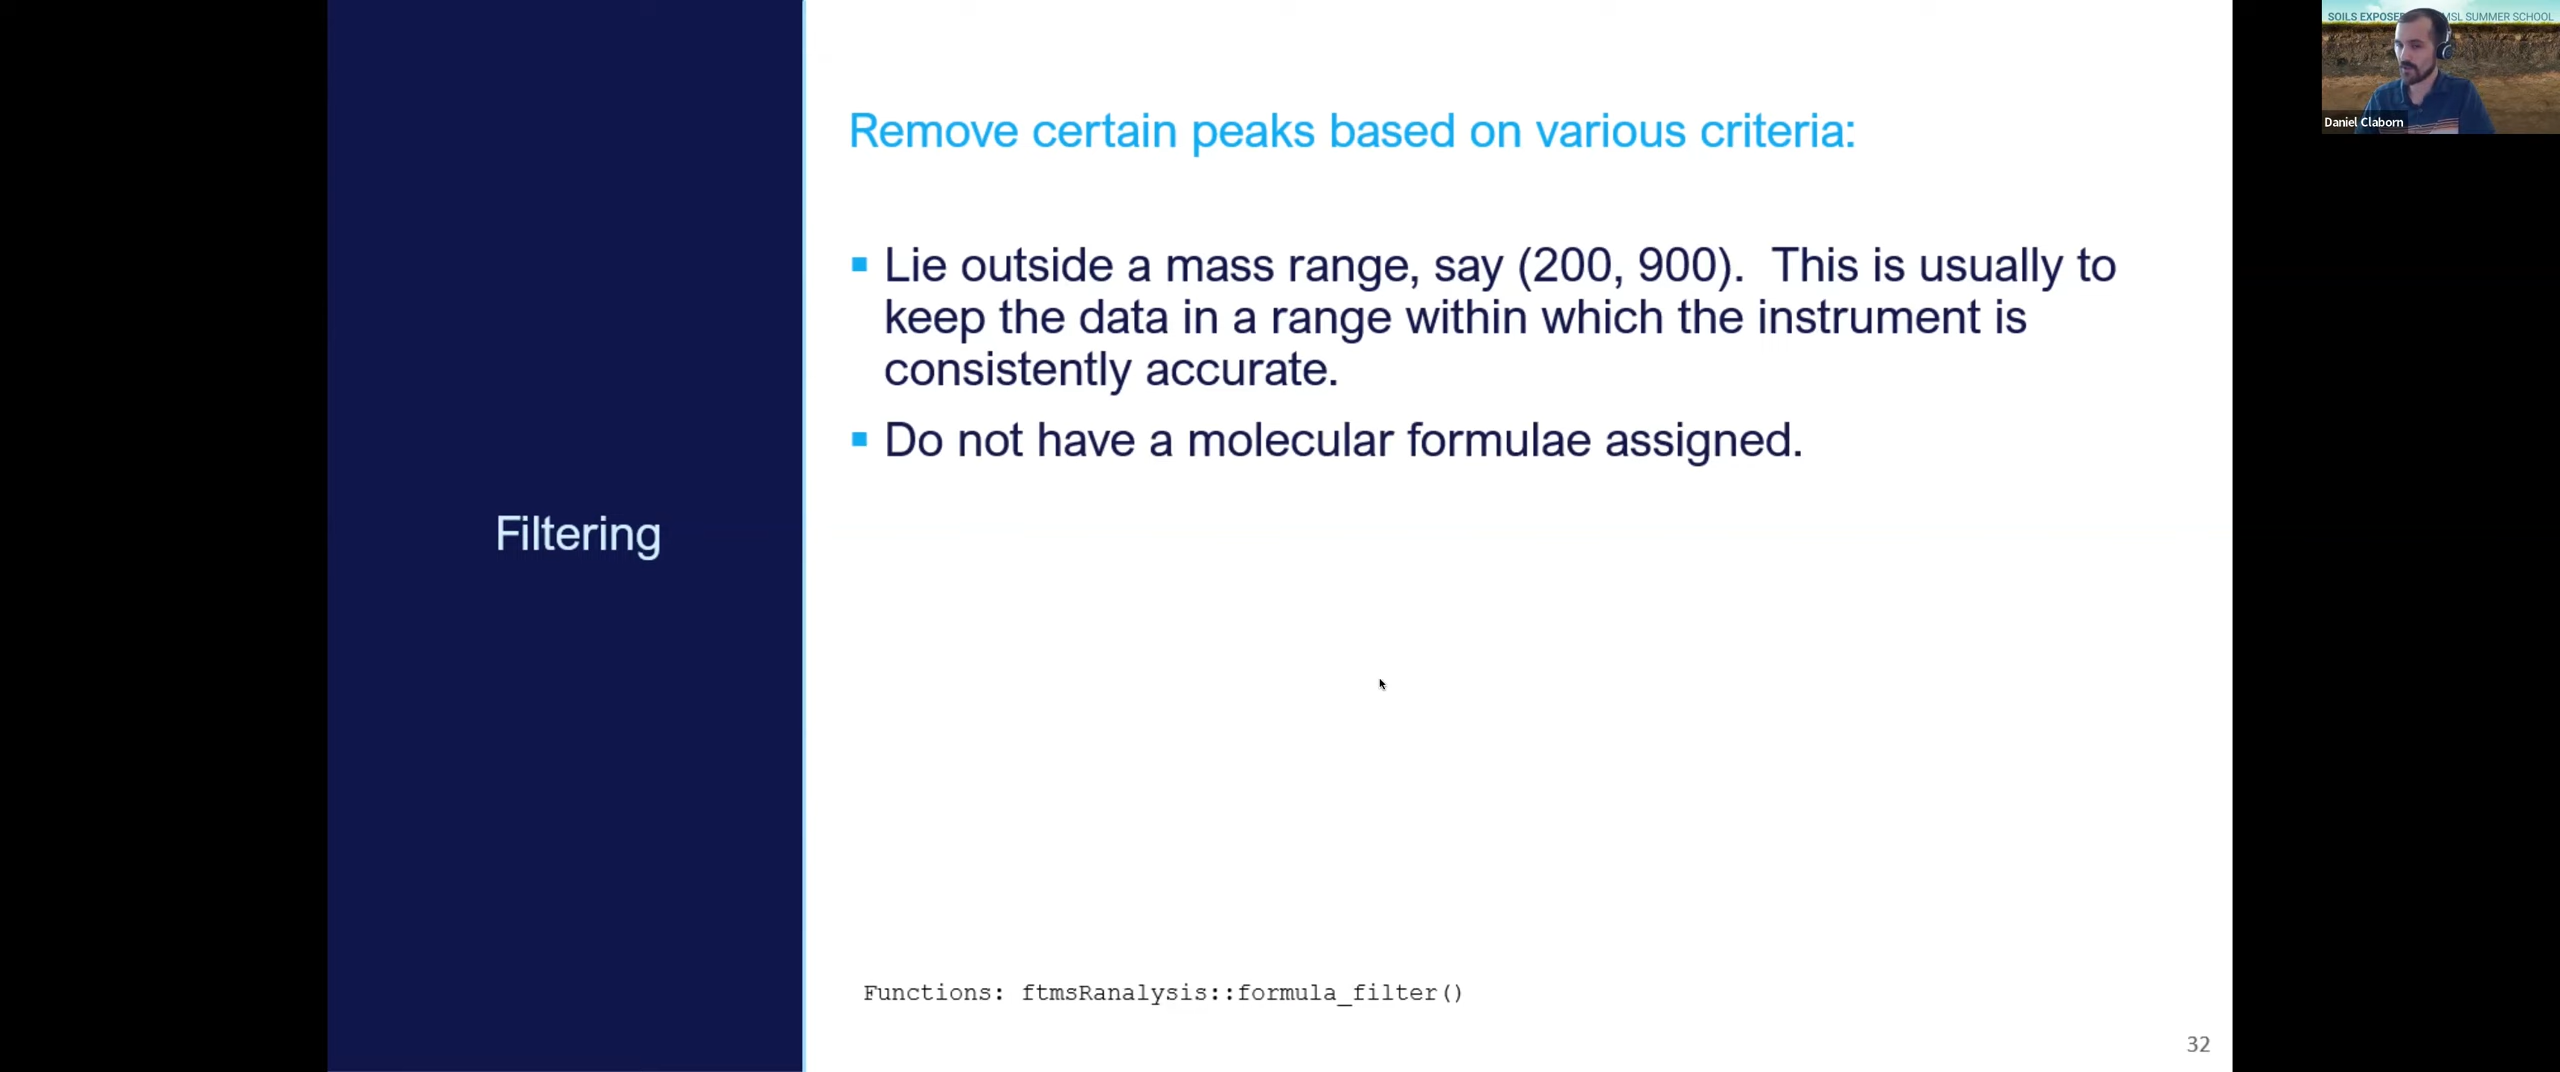 SOILS EXPOSE MSL SUMMER SCHOOL
Daniel Claborn
Filtering
Remove certain peaks based on various criteria:
▪ Lie outside a mass range, say (200, 900). This is usually to
keep the data in a range within which the instrument is
consistently accurate.
▪ Do not have a molecular formulae assigned.
Functions: ftmsRanalysis::formula_filter()
32